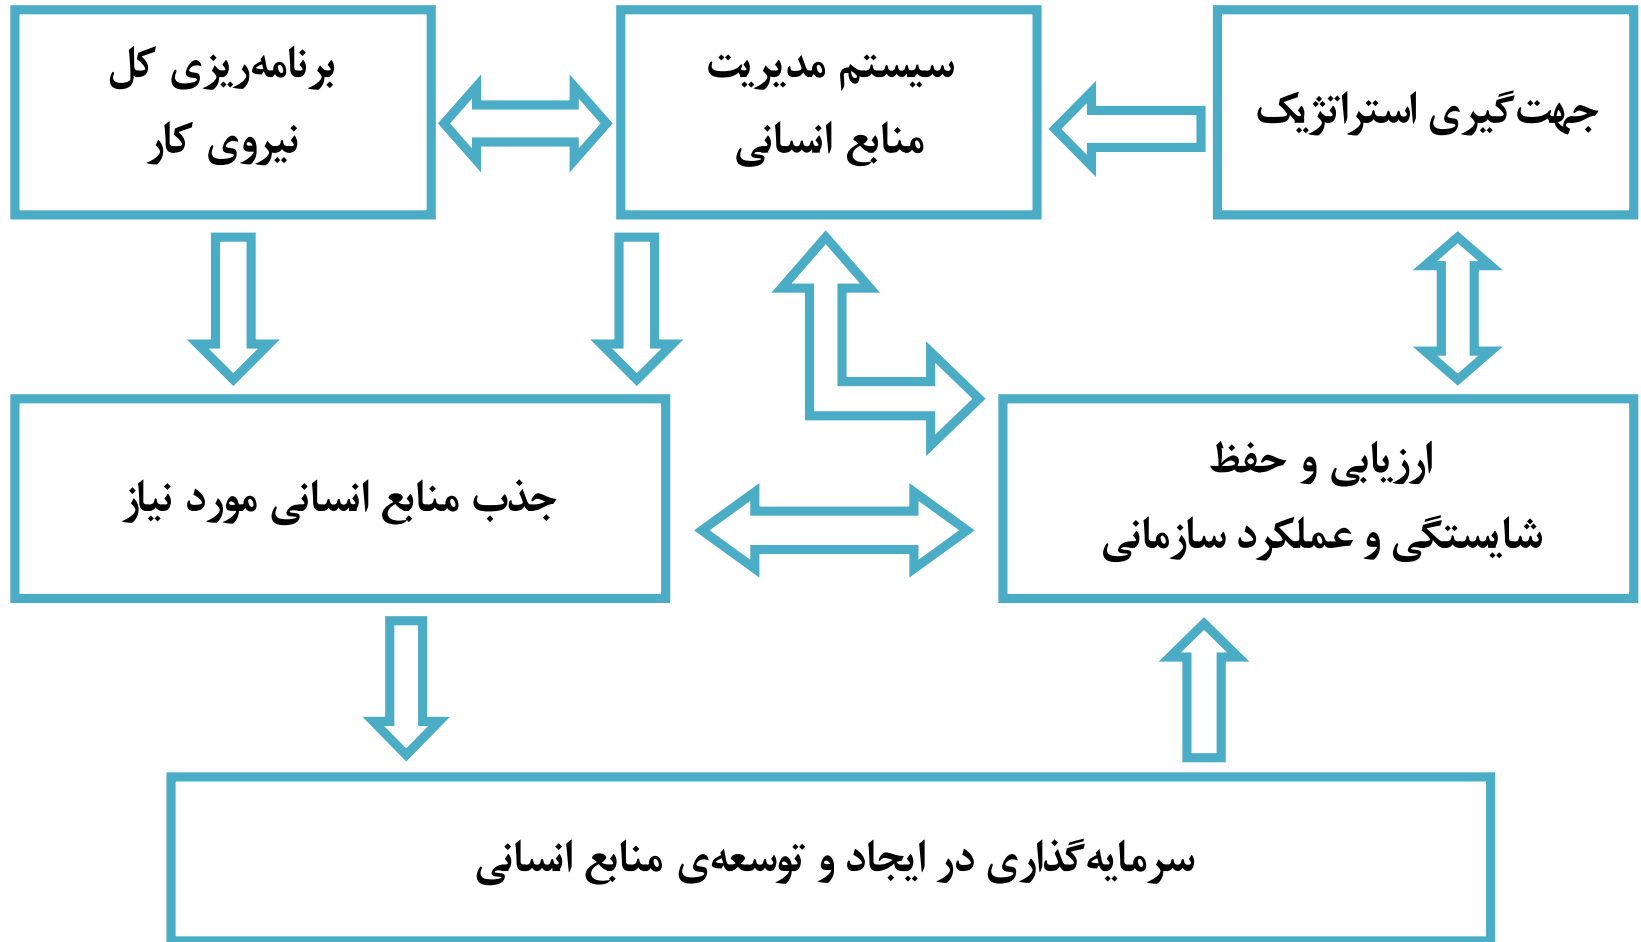 جهت‌گیری استراتژیک
سیستم مدیریت
منابع انسانی
برنامه‌ریزی کل
نیروی کار
ارزیابی و حفظ
شایستگی و عملکرد سازمانی
جذب منابع انسانی مورد نیاز
سرمایه‌گذاری در ایجاد و توسعه‌ی منابع انسانی